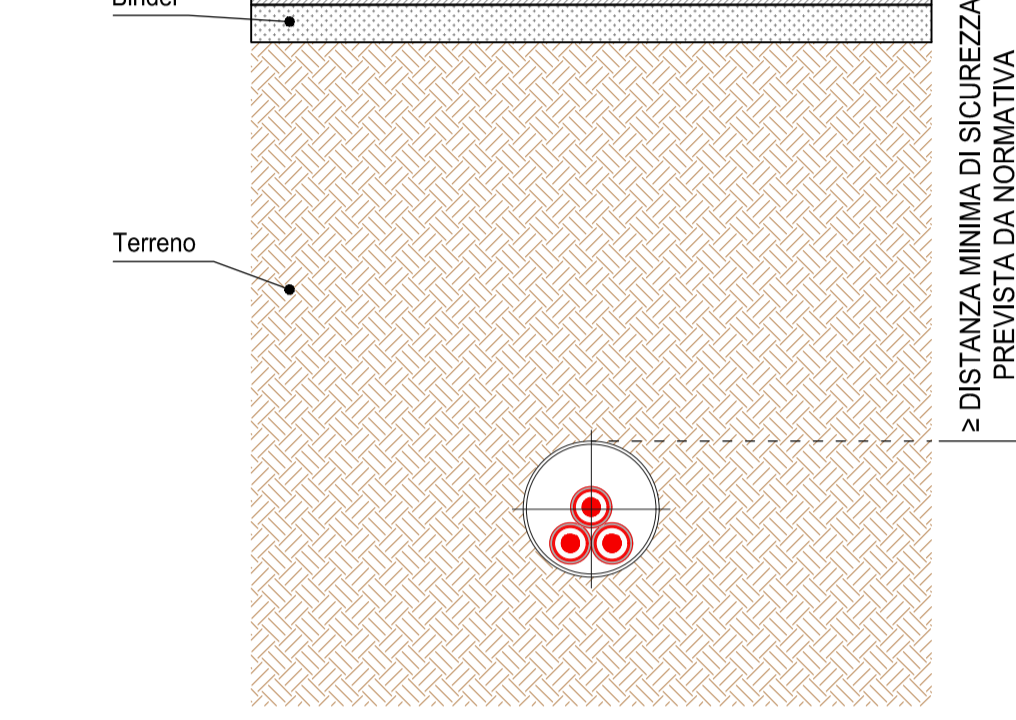 Binder
Terreno
≥ DISTANZA MINIMA DI SICUREZZA
PREVISTA DA NORMATIVA